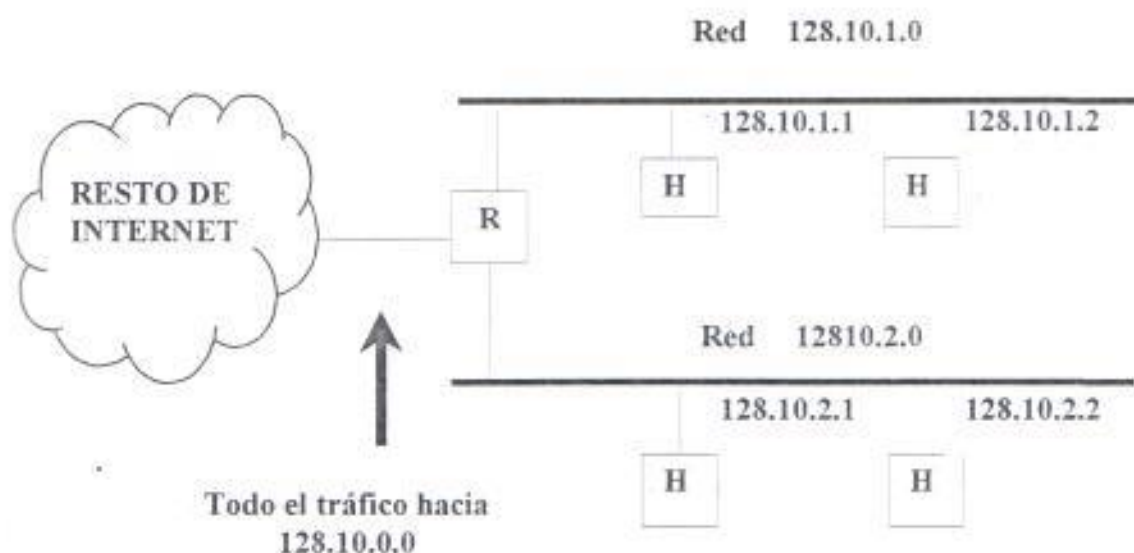 Red 128.10.1.0
128.10.1.1 128.10.1.2
RESTO DE
INTERNET
R
H H
Red 12810.2.0
128.10.2.1 128.10.2.2
H H
Todo el tráfico hacia
128.10.0.0